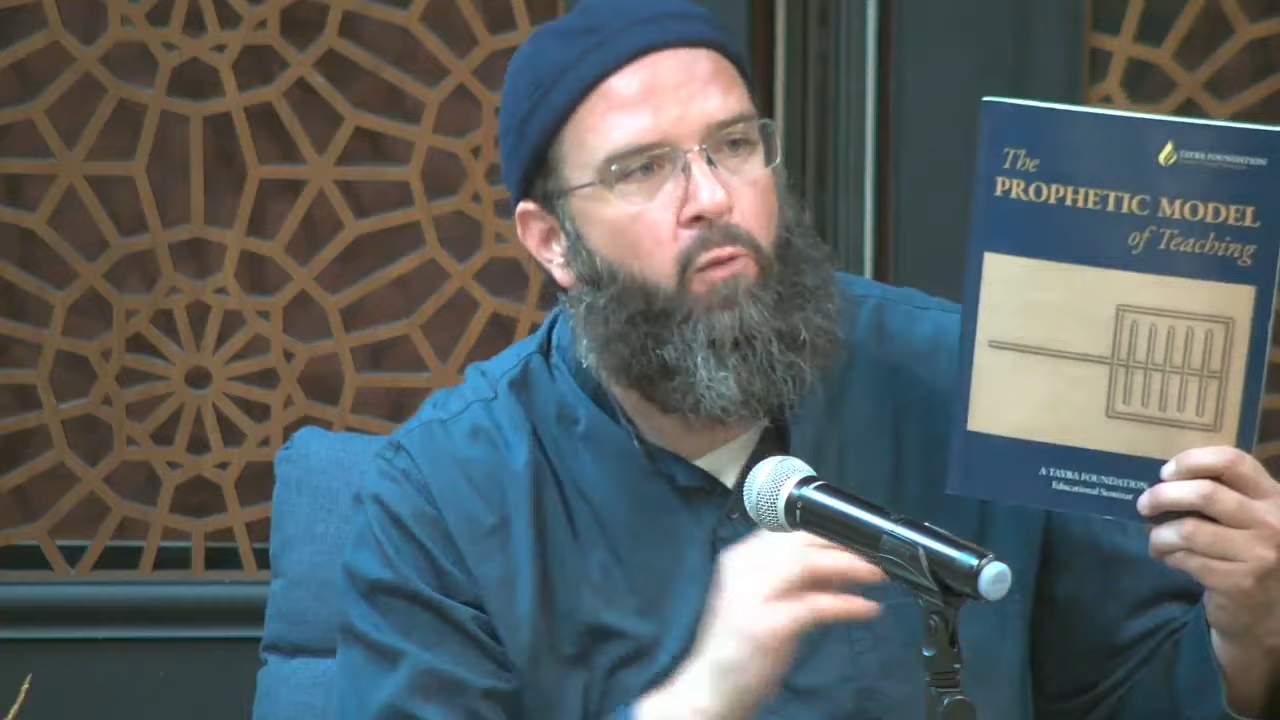 TAYBA FOUNDATION
The
PROPHETIC MODEL
of Teaching
A TAYBA FOUNDATION
Educational Seminar